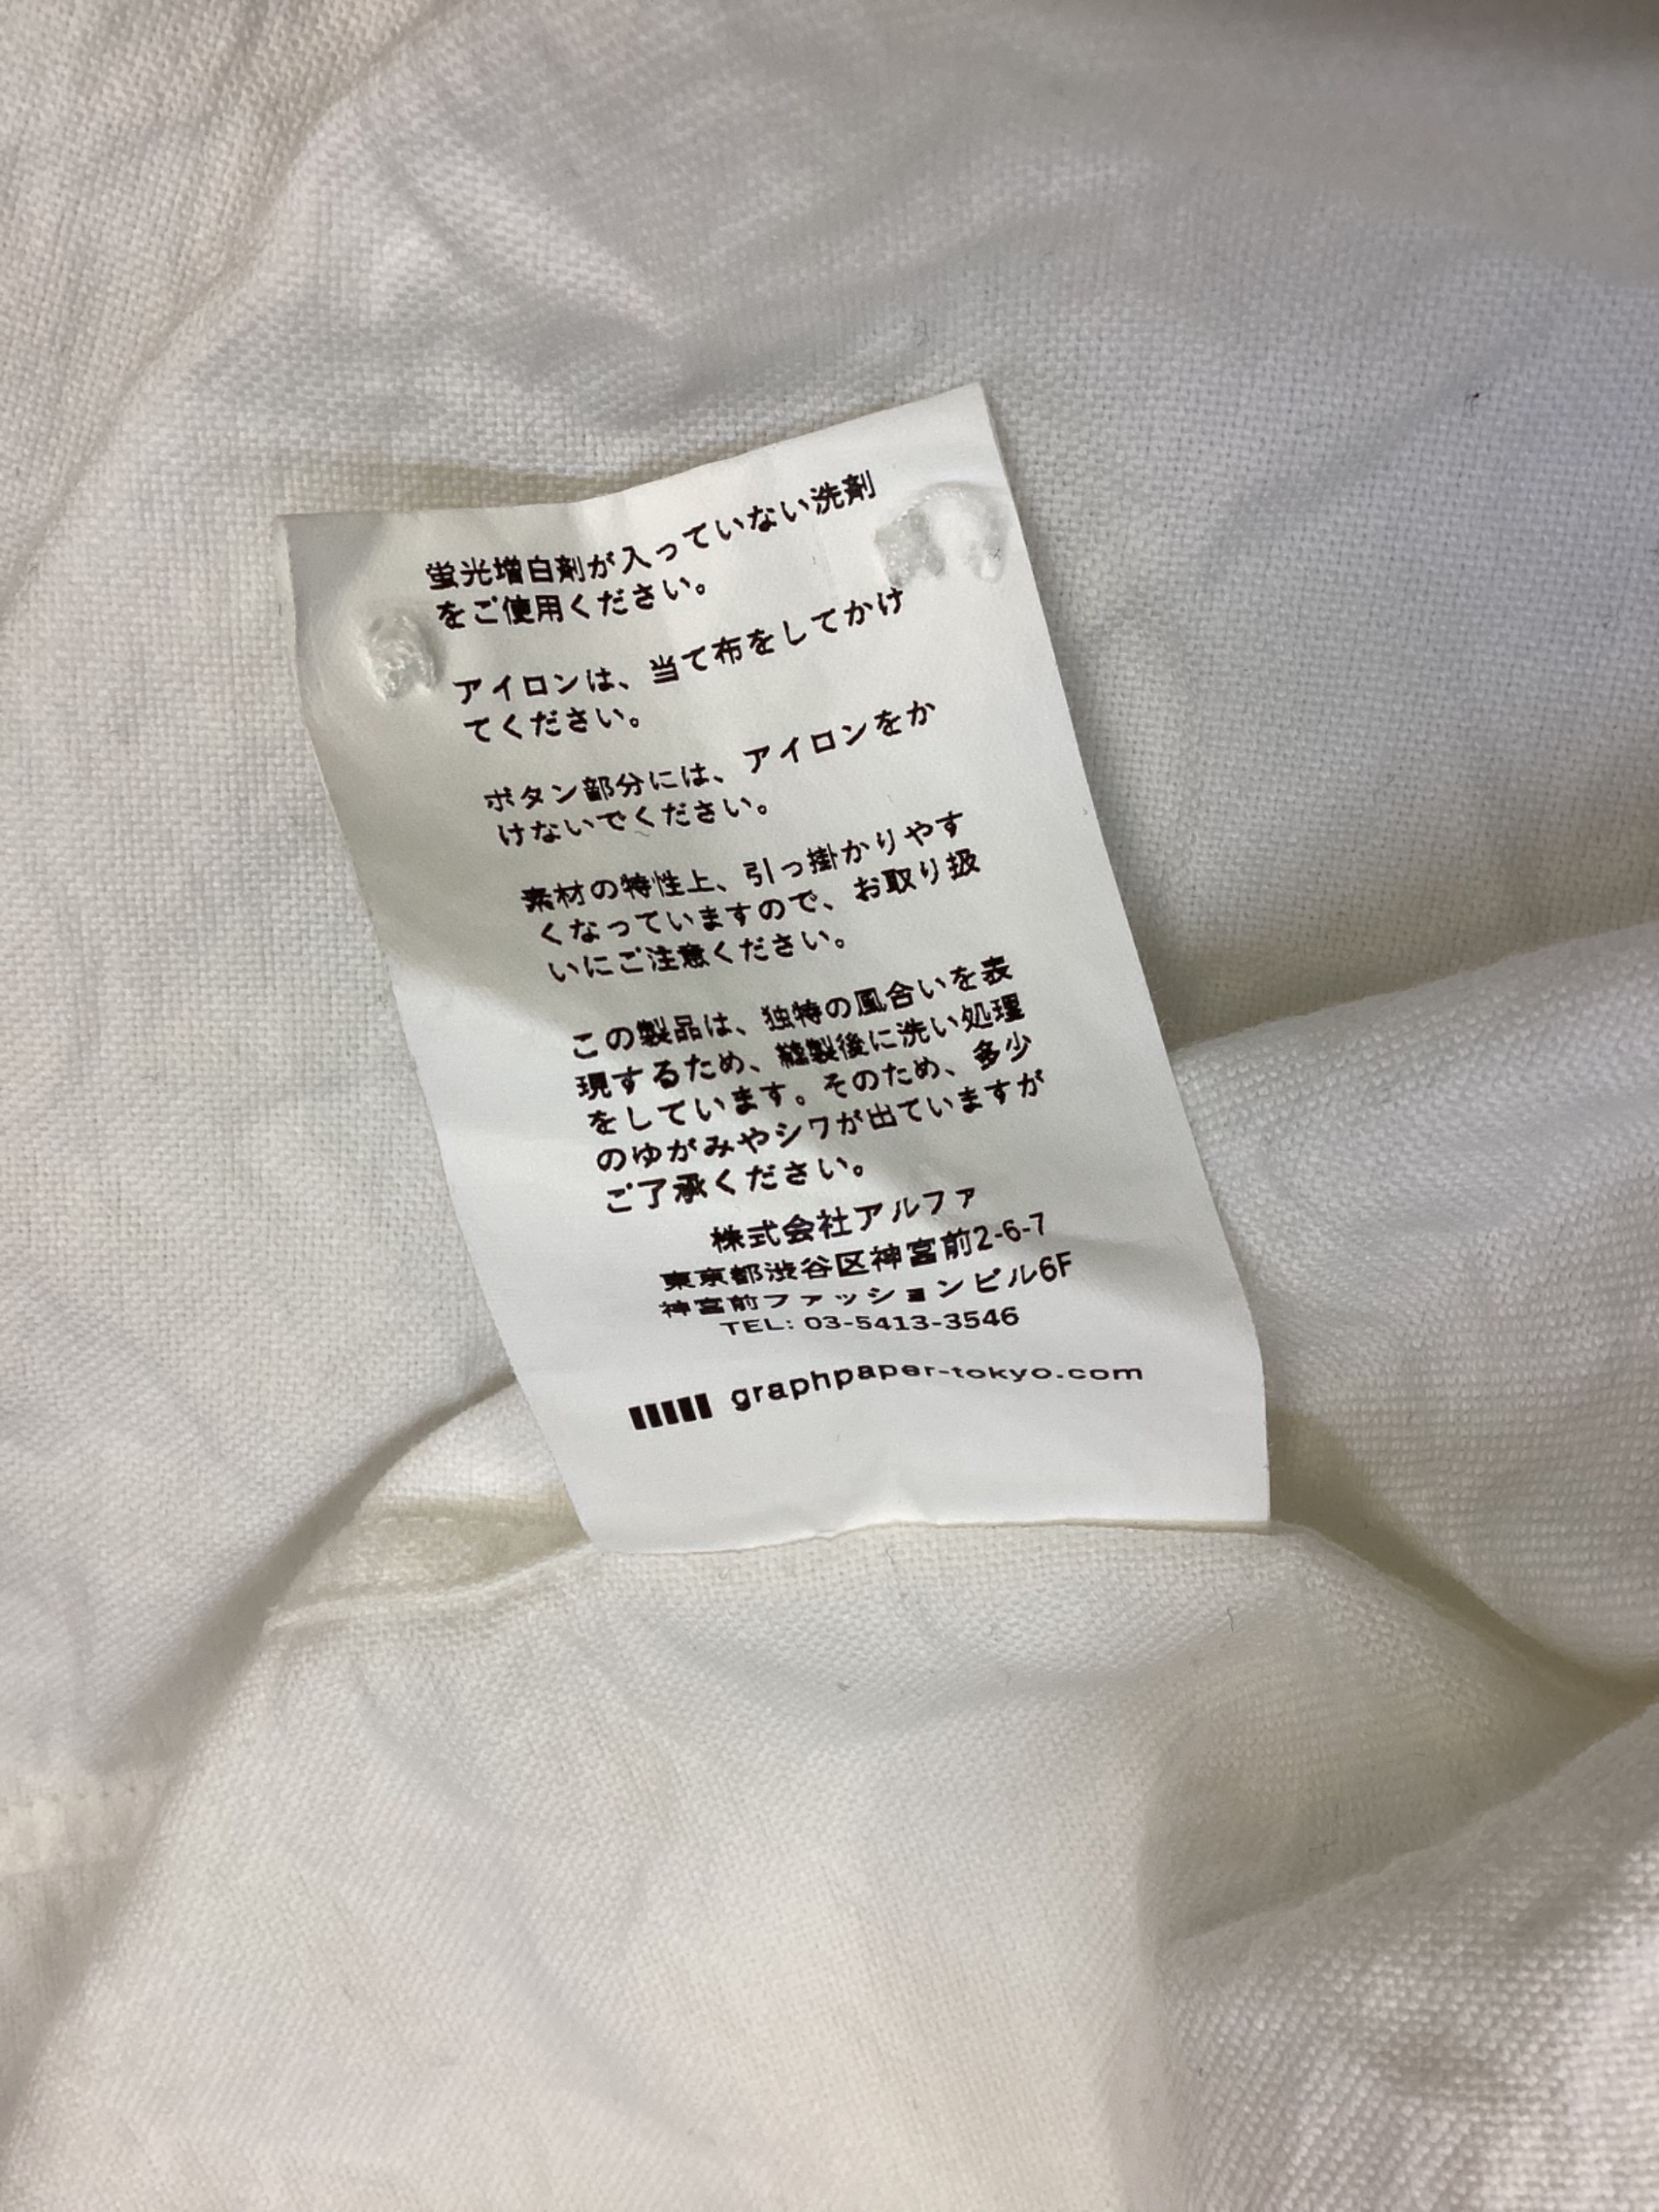 蛍光増白剤が入っていない洗剤
をご使用ください。
アイロンは、当て布をしてかけ
てください。
ボタン部分には、アイロンをか
けないでください。
素材の特性上、引っ掛かりやす
くなっていますので、お取り扱
いにご注意ください。
この製品は、独特の風合いを表
現するため、縫製後に洗い処理
をしています。そのため、多少
のゆがみやシワが出ていますが
ご了承ください。
株式会社アルファ
東京都渋谷区神宮前2-6-7
神宮前ファッションビル6F
TEL: 03-5413-3546
graphpaper-tokyo.com